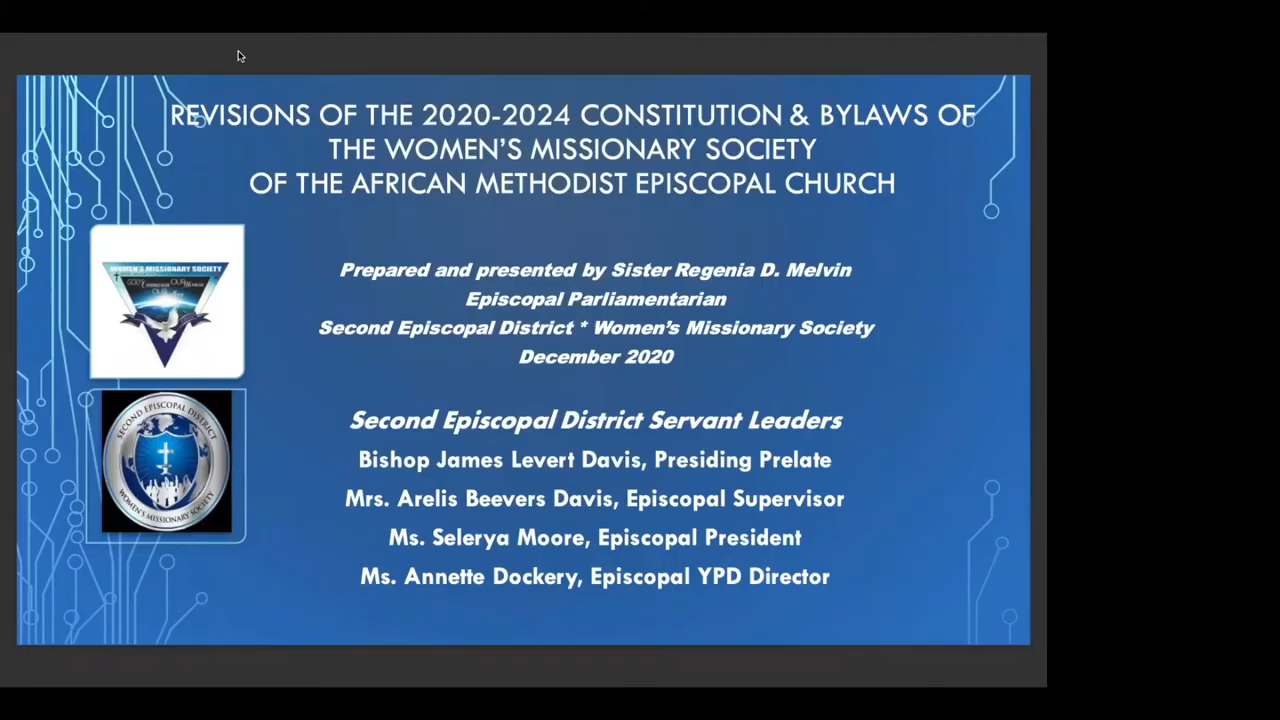 REVISIONS OF THE 2020-2024 CONSTITUTION & BYLAWS OF
THE WOMEN'S MISSIONARY SOCIETY
OF THE AFRICAN METHODIST EPISCOPAL CHURCH
WOMEN'S MISSIONARY SOCIETY
Prepared and presented by Sister Regenia D. Melvin
Episcopal Parliamentarian
Second Episcopal District * Women's Missionary Society
December 2020
SECOND EPISCOPAL DISTRICT
WOMEN'S MISSIONARY SOCIETY
Second Episcopal District Servant Leaders
Bishop James Levert Davis, Presiding Prelate
Mrs. Arelis Beevers Davis, Episcopal Supervisor
Ms. Selerya Moore, Episcopal President
Ms. Annette Dockery, Episcopal YPD Director